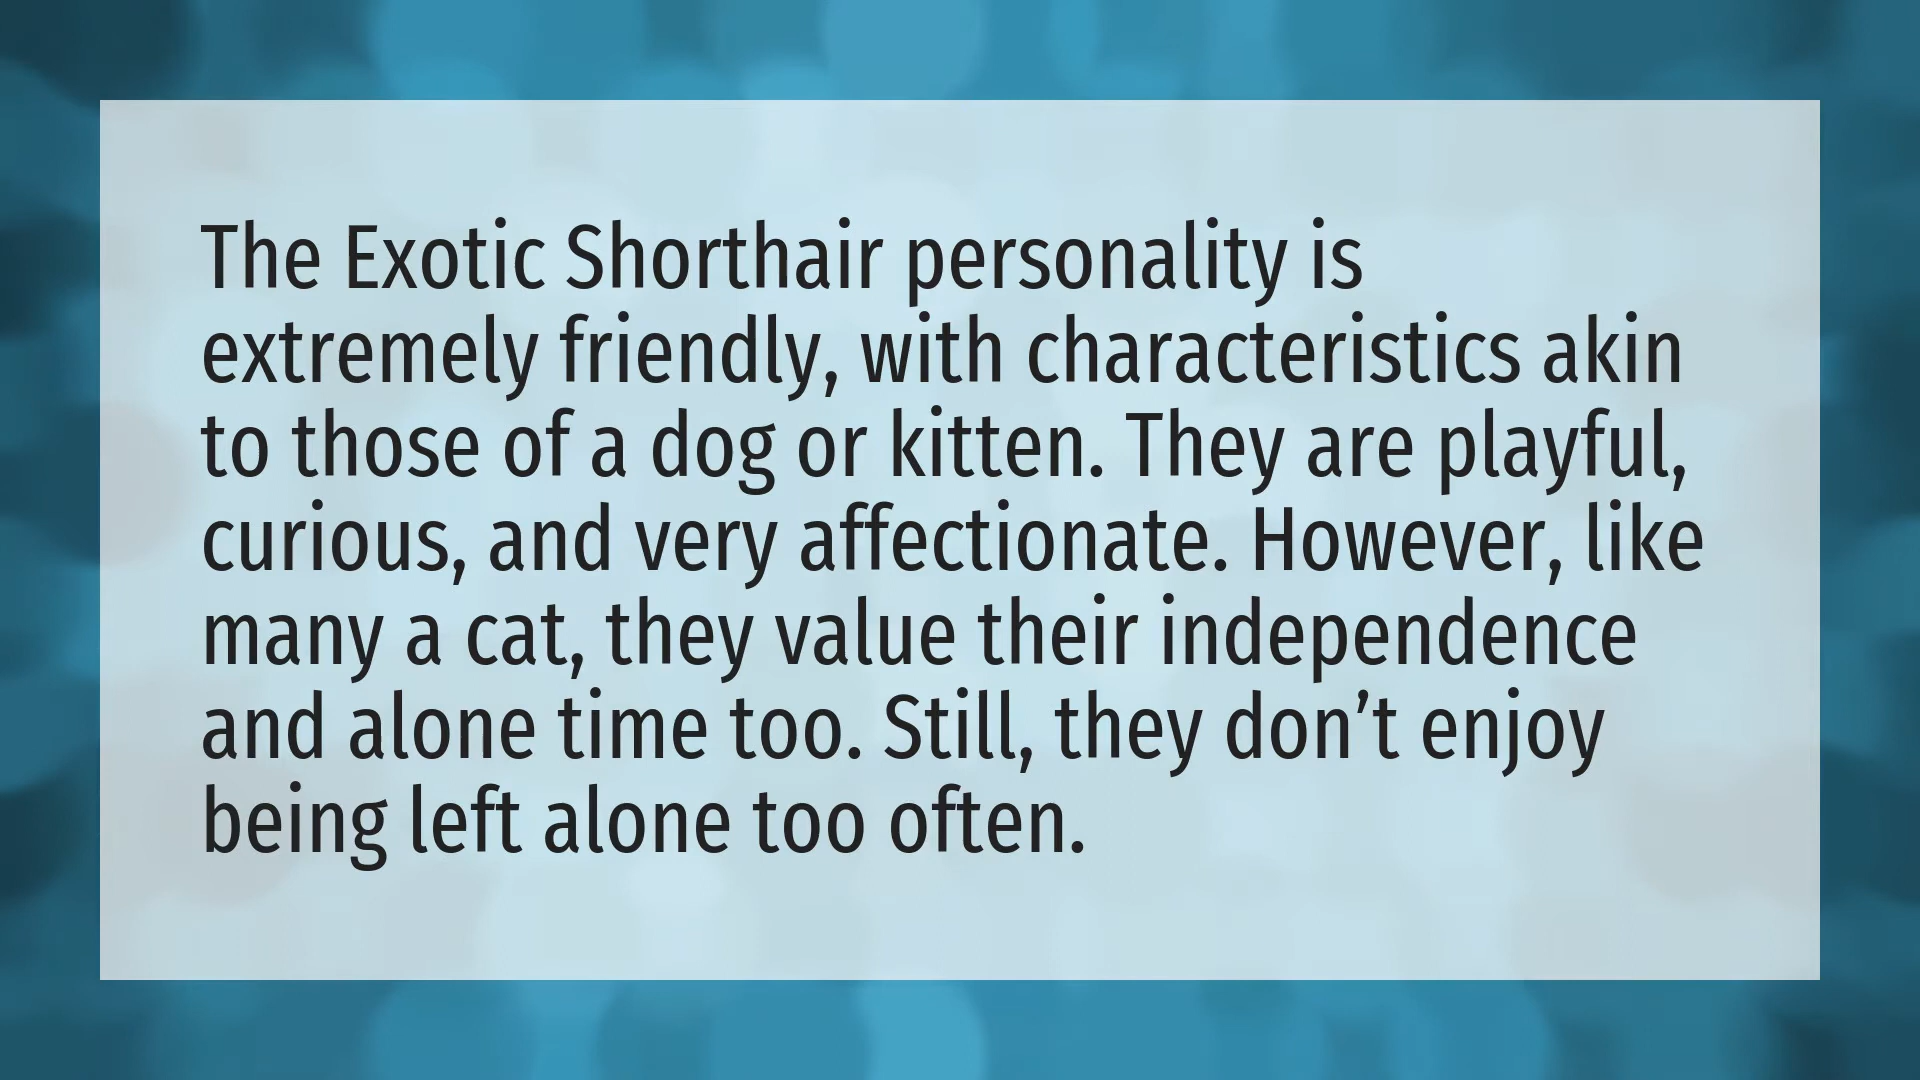 The Exotic Shorthair personality is
extremely friendly, with characteristics akin
to those of a dog or kitten. They are playful,
curious, and very affectionate. However, like
many a cat, they value their independence
and alone time too. Still, they don’t enjoy
being left alone too often.